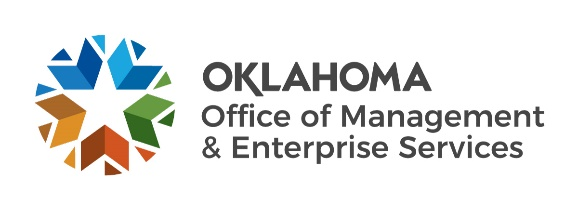 OKLAHOMA
Office of Management
& Enterprise Services